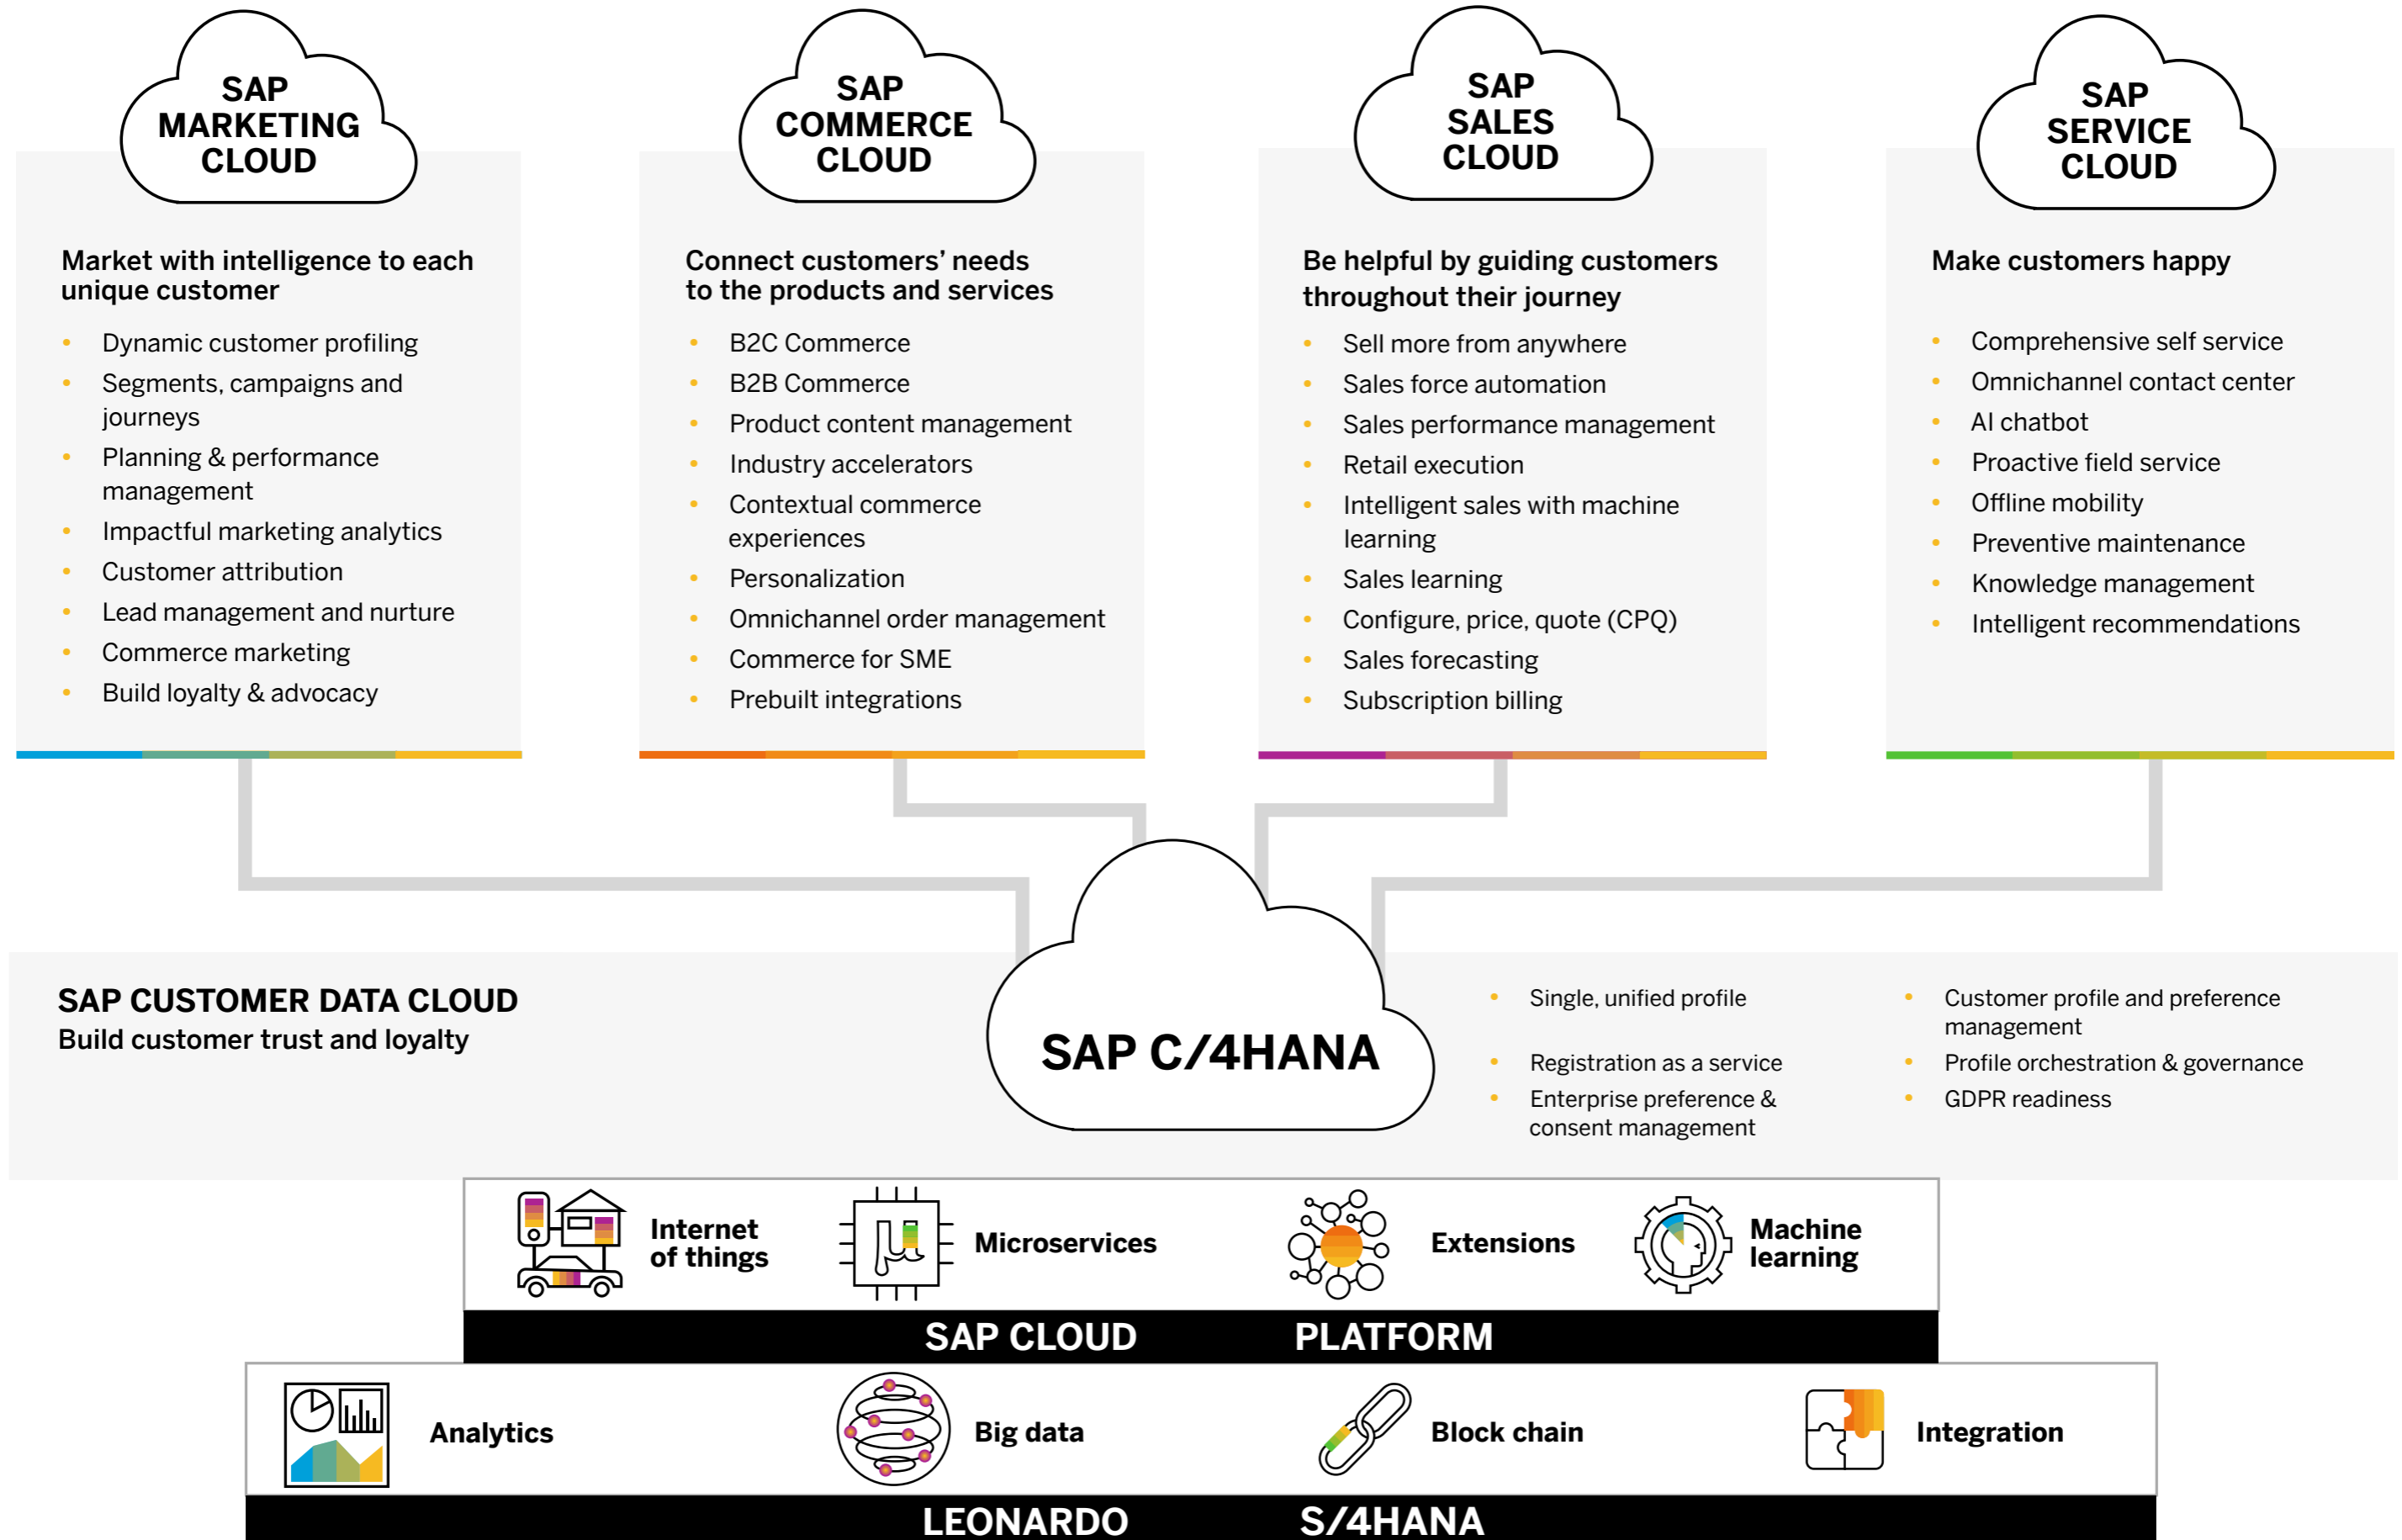 SAP
MARKETING
CLOUD
Market with intelligence to each
unique customer
• Dynamic customer profiling
• Segments, campaigns and
journeys
• Planning & performance
management
• Impactful marketing analytics
• Customer attribution
• Lead management and nurture
• Commerce marketing
• Build loyalty & advocacy
SAP
COMMERCE
CLOUD
Connect customers’ needs
to the products and services
• B2C Commerce
• B2B Commerce
• Product content management
• Industry accelerators
• Contextual commerce
experiences
• Personalization
• Omnichannel order management
• Commerce for SME
• Prebuilt integrations
SAP
SALES
CLOUD
Be helpful by guiding customers
throughout their journey
• Sell more from anywhere
• Sales force automation
• Sales performance management
• Retail execution
• Intelligent sales with machine
learning
• Sales learning
• Configure, price, quote (CPQ)
• Sales forecasting
• Subscription billing
SAP
SERVICE
CLOUD
Make customers happy
• Comprehensive self service
• Omnichannel contact center
• AI chatbot
• Proactive field service
• Offline mobility
• Preventive maintenance
• Knowledge management
• Intelligent recommendations
SAP CUSTOMER DATA CLOUD
Build customer trust and loyalty
SAP C/4HANA
• Single, unified profile
• Registration as a service
• Enterprise preference &
consent management
• Customer profile and preference
management
• Profile orchestration & governance
• GDPR readiness
Internet
of things
µ
Microservices
Extensions
Machine
learning
SAP CLOUD PLATFORM
Analytics
Big data
Block chain
Integration
LEONARDO S/4HANA